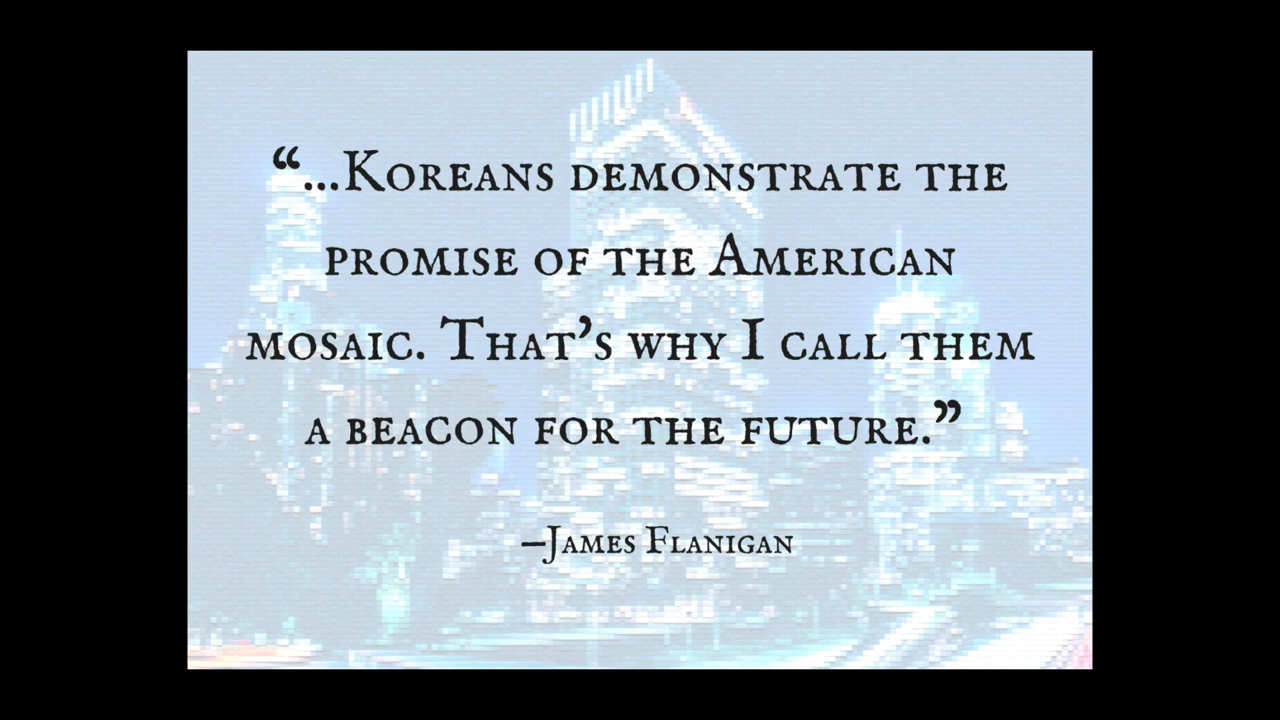 “...Koreans demonstrate the
promise of the American
mosaic. That’s why I call them
a beacon for the future.”
–James Flanigan